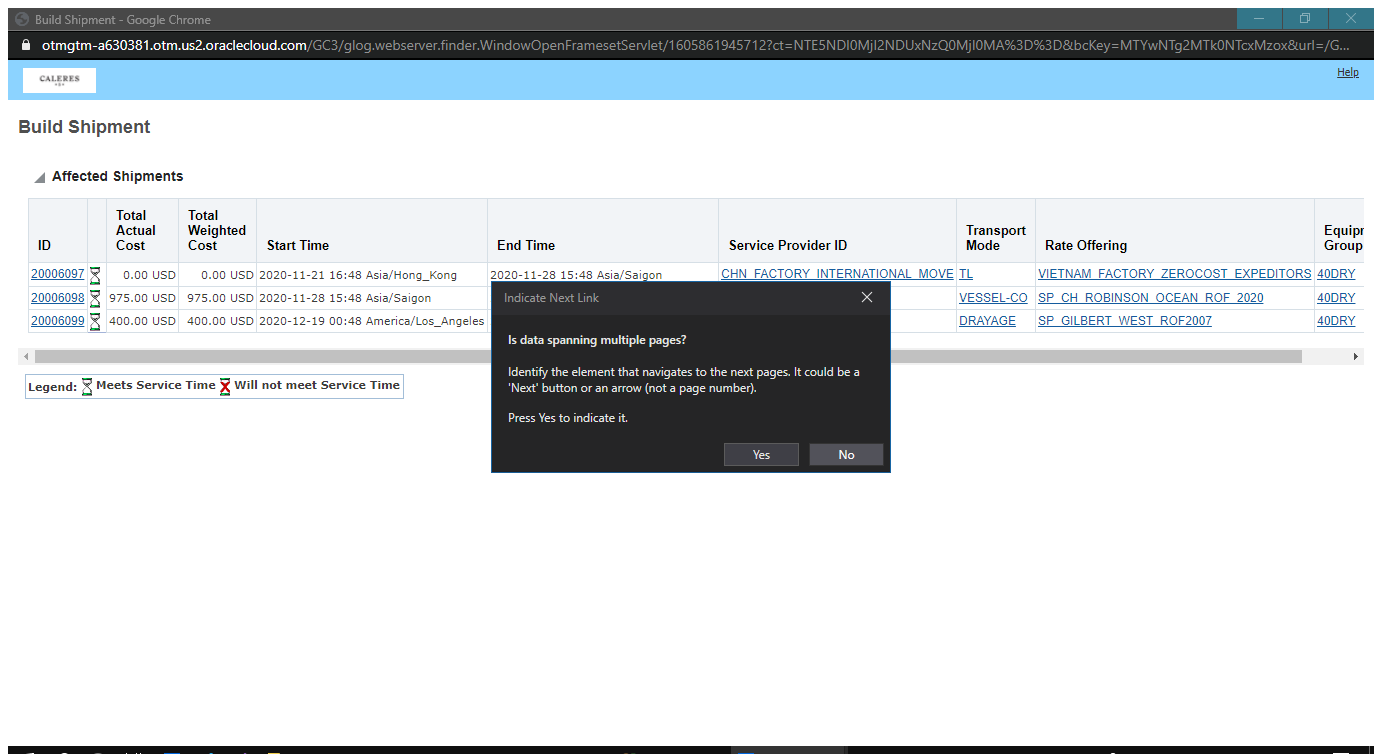 Build Shipment - Google Chrome
otmgtm-a630381.otm.us2.oraclecloud.com/GC3/glog.webserver.finder.WindowOpenFramesetServlet/1605861945712?ct=NTE5NDI0MjI2NDUxNzQ0MjI0MA%3D%3D&bcKey=MTYwNTg2MTk0NTcxMzox&url=/G...
CALERES
Help
Build Shipment
Affected Shipments
ID Total Actual Cost Total Weighted Cost Start Time End Time Service Provider ID Transport Mode Rate Offering Equipr Group
20006097 0.00 USD 0.00 USD 2020-11-21 16:48 Asia/Hong_Kong 2020-11-28 15:48 Asia/Saigon CHN_FACTORY_INTERNATIONAL_MOVE TL VIETNAM_FACTORY_ZEROCOST_EXPEDITORS 40DRY
20006098 975.00 USD 975.00 USD 2020-11-28 15:48 Asia/Saigon VESSEL-CO SP_CH_ROBINSON_OCEAN_ROF_2020 40DRY
20006099 400.00 USD 400.00 USD 2020-12-19 00:48 America/Los_Angeles DRAYAGE SP_GILBERT_WEST_ROF2007 40DRY
Legend: Meets Service Time Will not meet Service Time
Indicate Next Link
Is data spanning multiple pages?
Identify the element that navigates to the next pages. It could be a
'Next' button or an arrow (not a page number).
Press Yes to indicate it.
Yes No